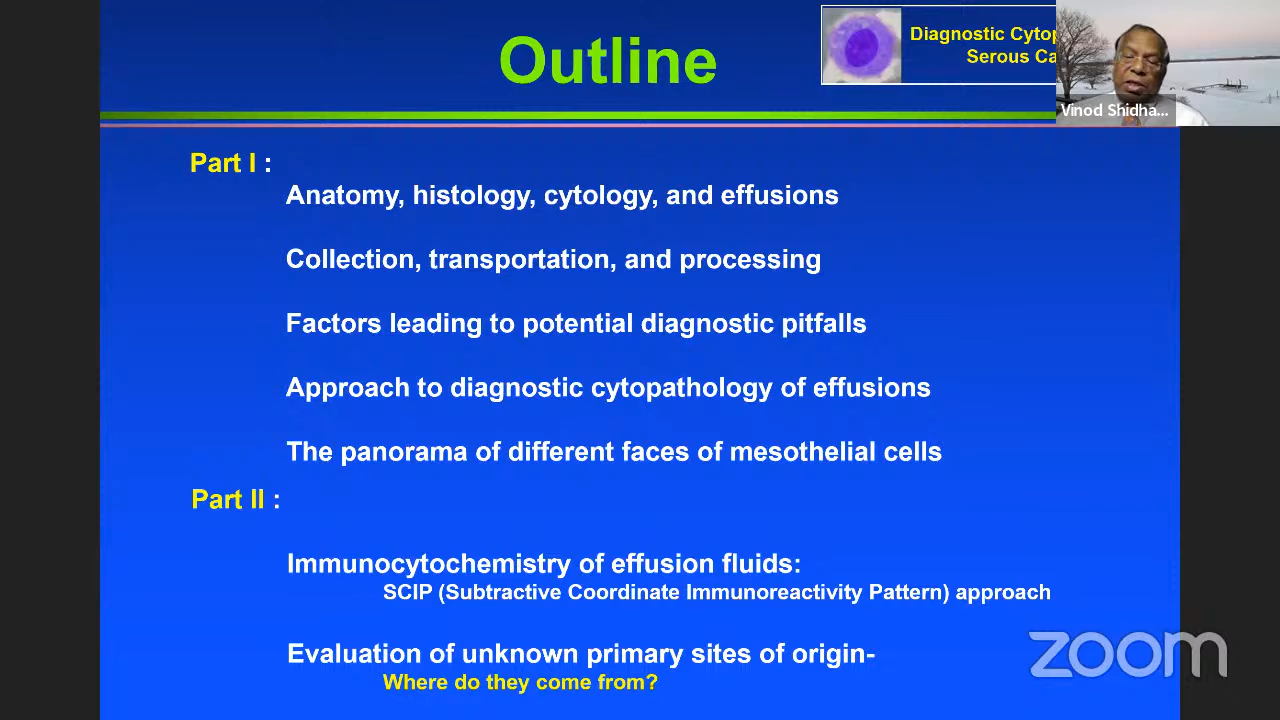 Outline
Diagnostic Cytop
Serous Ca
Vinod Shidha...
Part I :
Anatomy, histology, cytology, and effusions
Collection, transportation, and processing
Factors leading to potential diagnostic pitfalls
Approach to diagnostic cytopathology of effusions
The panorama of different faces of mesothelial cells
Part II :
Immunocytochemistry of effusion fluids:
SCIP (Subtractive Coordinate Immunoreactivity Pattern) approach
Evaluation of unknown primary sites of origin-
Where do they come from?
zoom